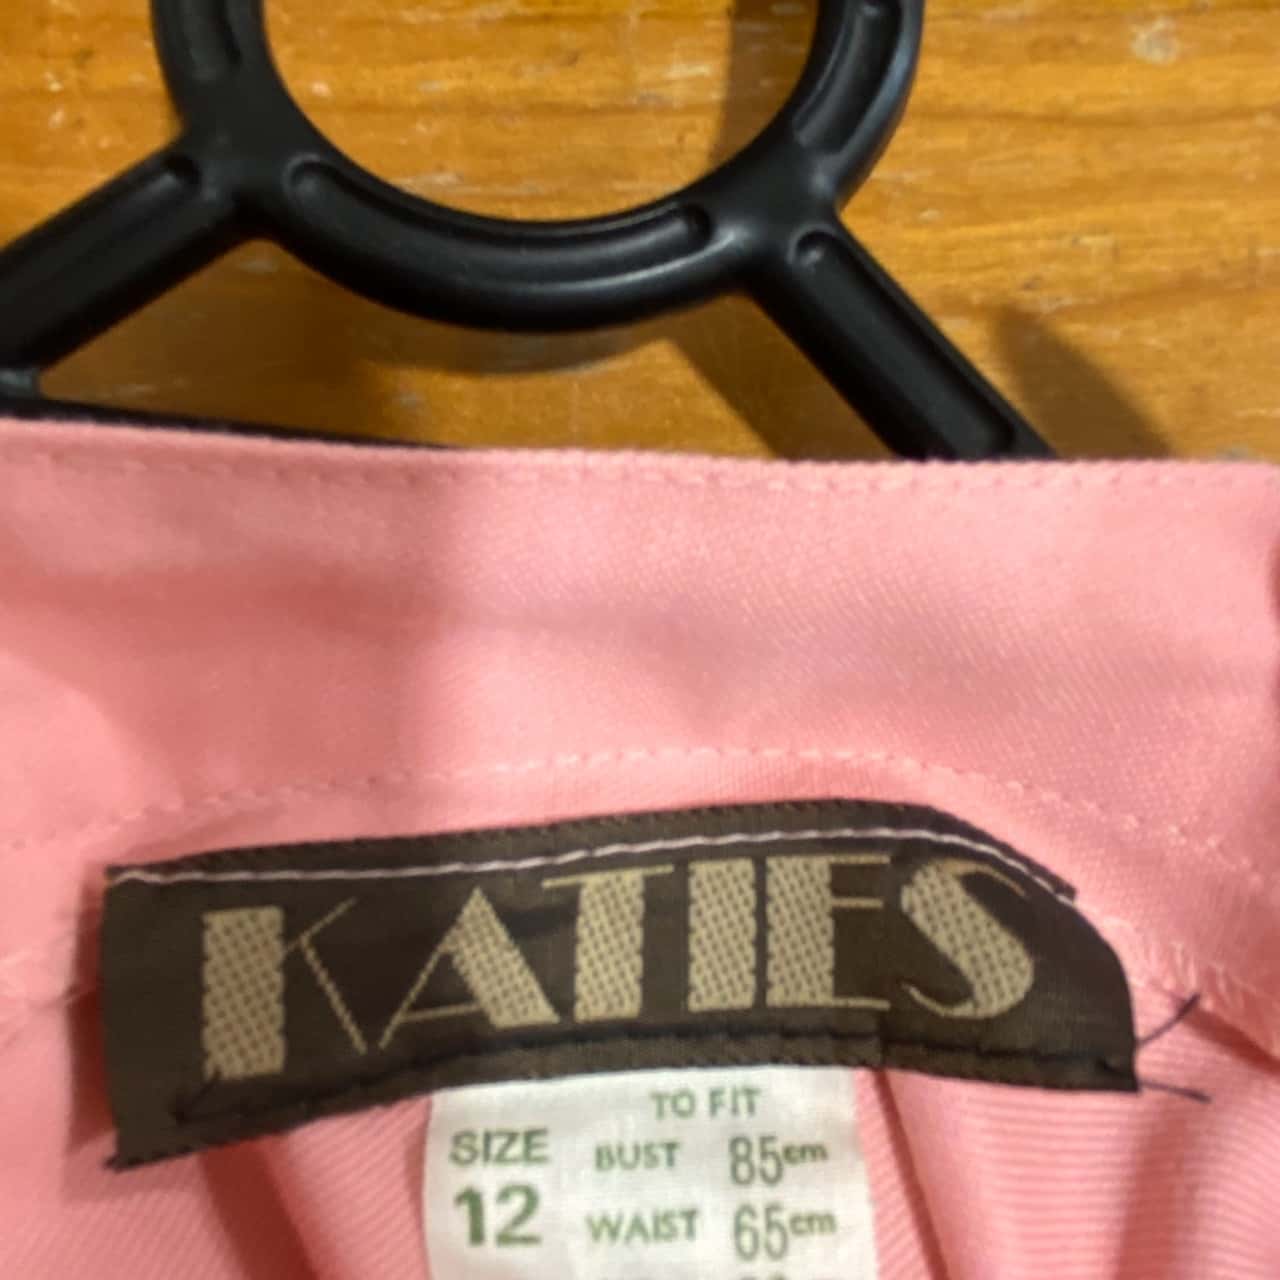 KATIES
TO FIT
SIZE BUST 85cm
12 WAIST 65cm